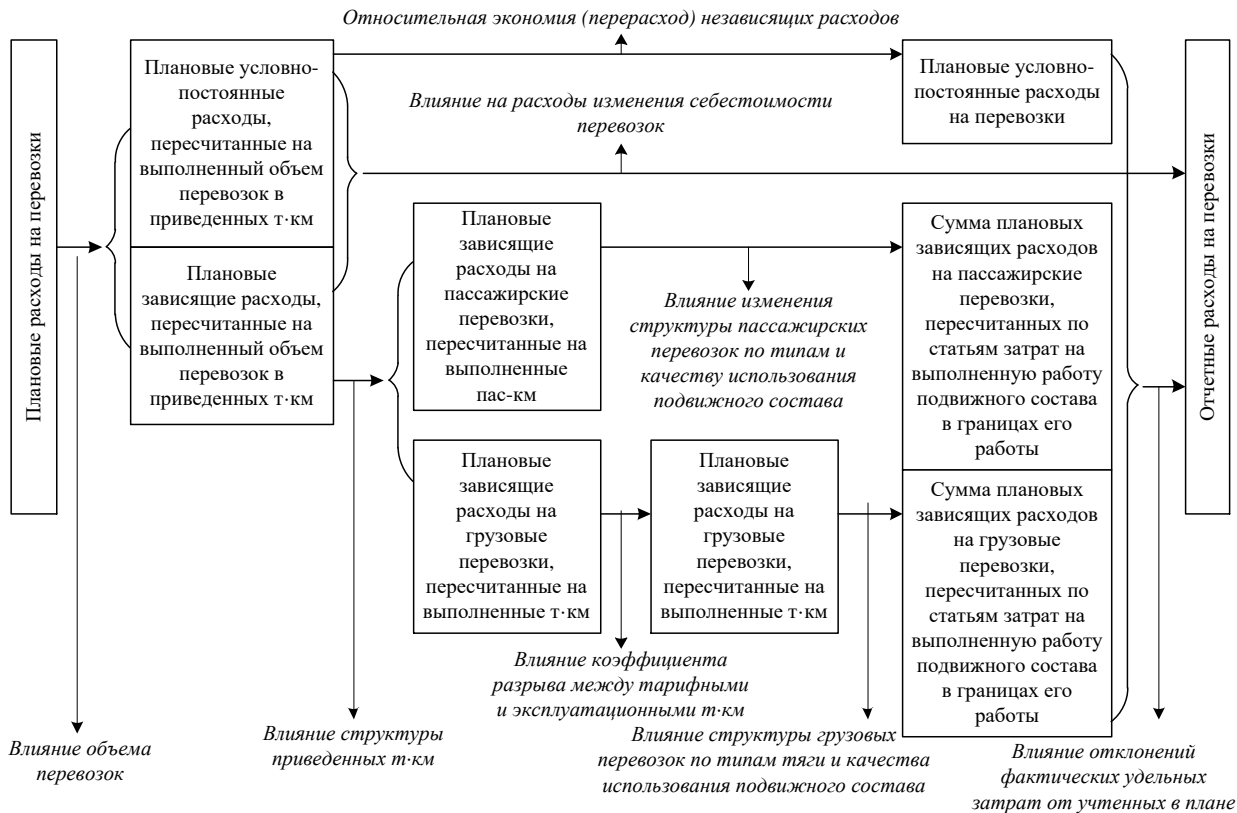 Относительная экономия (перерасход) независящих расходов
Плановые расходы на перевозки
Плановые условно-
постоянные
расходы,
пересчитанные на
выполненный объем
перевозок в
приведенных т·км
Плановые
зависящие расходы,
пересчитанные на
выполненный объем
перевозок в
приведенных т·км
Влияние на расходы изменения себестоимости
перевозок
Плановые условно-
постоянные расходы
на перевозки
Отчетные расходы на перевозки
Плановые
зависящие
расходы на
пассажирские
перевозки,
пересчитанные на
выполненные
пас-км
Влияние изменения
структуры пассажирских
перевозок по типам и
качеству использования
подвижного состава
Сумма плановых
зависящих расходов
на пассажирские
перевозки,
пересчитанных по
статьям затрат на
выполненную работу
подвижного состава
в границах его
работы
Плановые
зависящие
расходы на
грузовые
перевозки,
пересчитанные на
выполненные т·км
Плановые
зависящие
расходы на
грузовые
перевозки,
пересчитанные на
выполненные т·км
Сумма плановых
зависящих расходов
на грузовые
перевозки,
пересчитанных по
статьям затрат на
выполненную работу
подвижного состава
в границах его
работы
Влияние коэффициента
разрыва между тарифными
и эксплуатационными т·км
Влияние объема
перевозок
Влияние структуры
приведенных т·км
Влияние структуры грузовых
перевозок по типам тяги и качества
использования подвижного состава
Влияние отклонений
фактических удельных
затрат от учтенных в плане